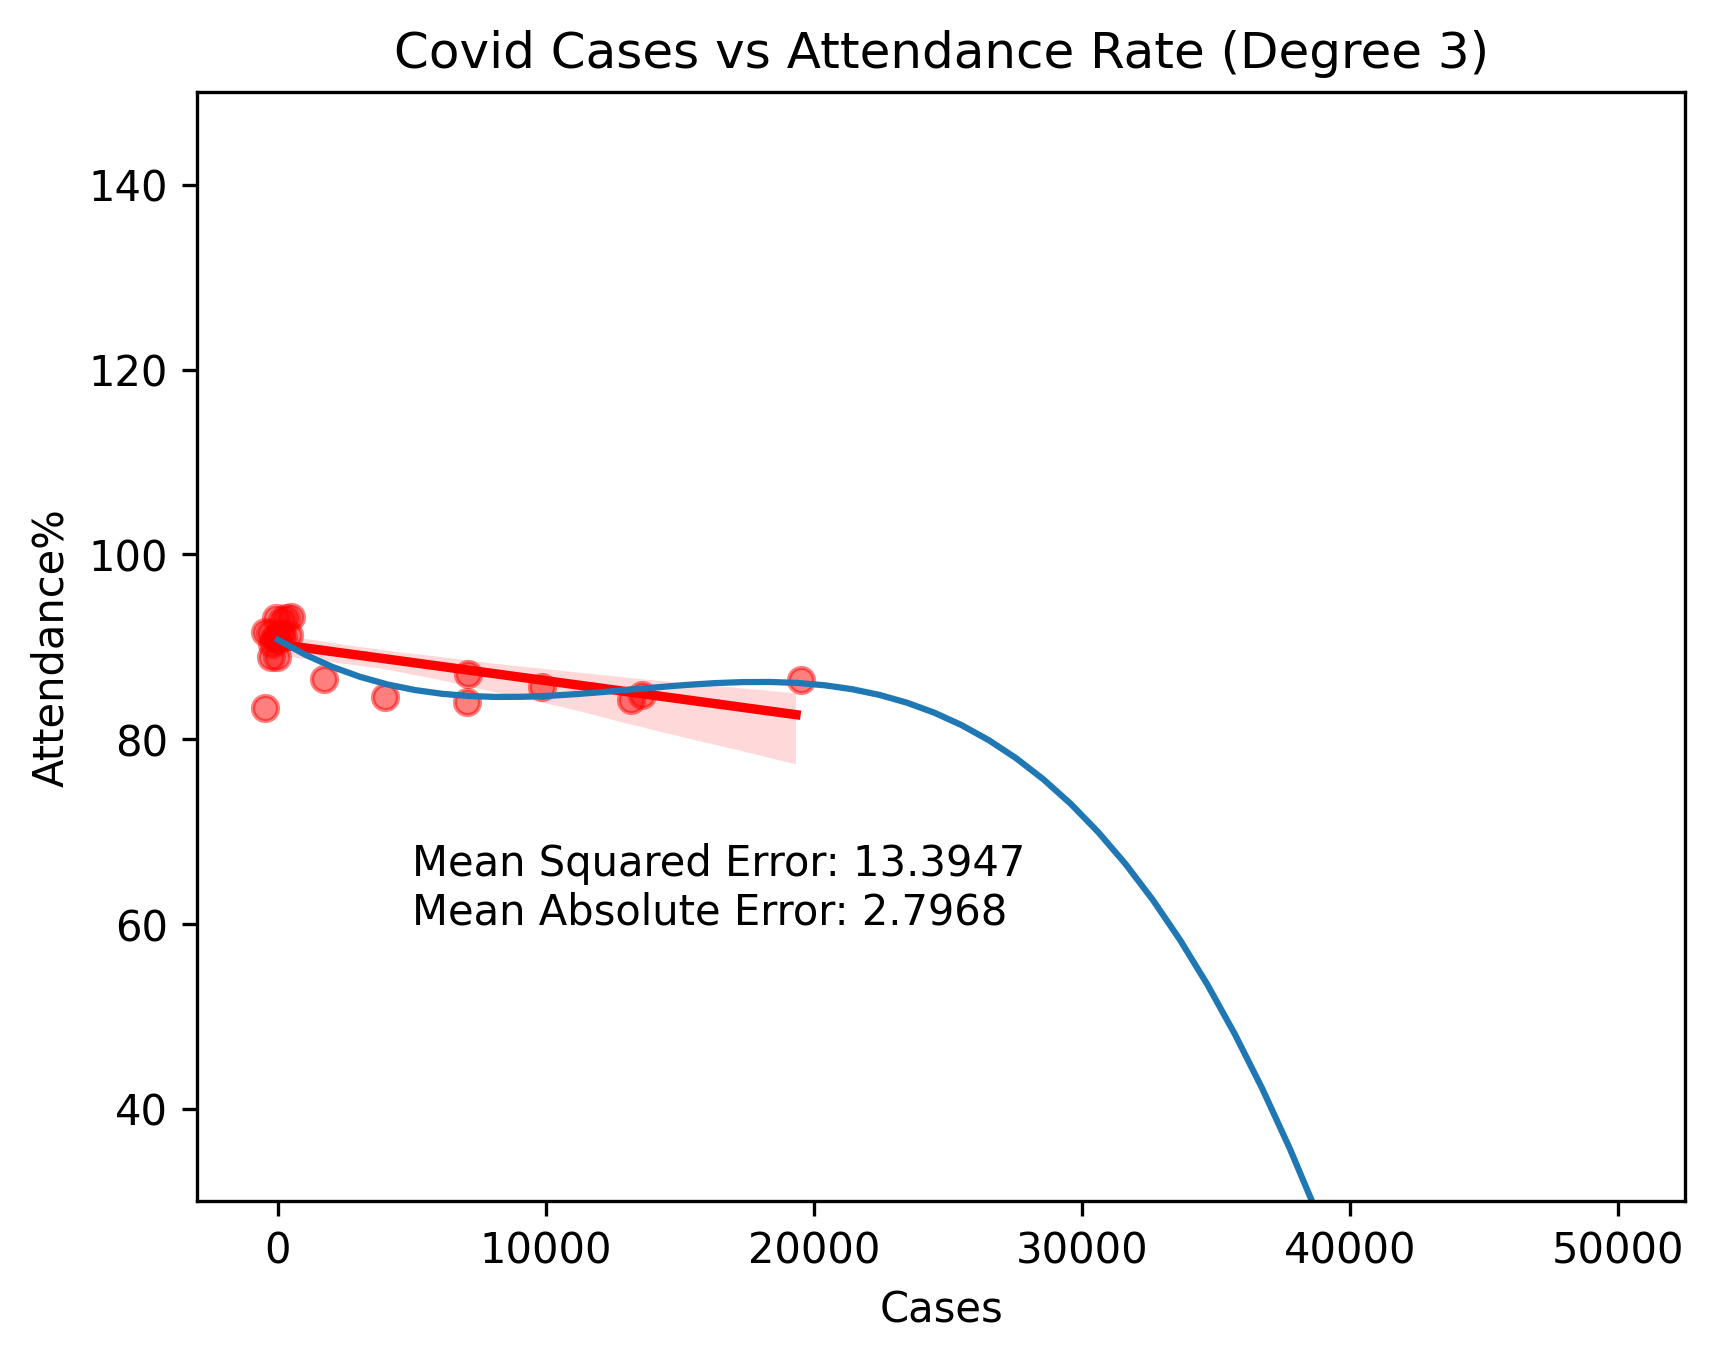 Covid Cases vs Attendance Rate (Degree 3)
140
120
100
80
60
40
Attendance%
Mean Squared Error: 13.3947
Mean Absolute Error: 2.7968
0 10000 20000 30000 40000 50000
Cases